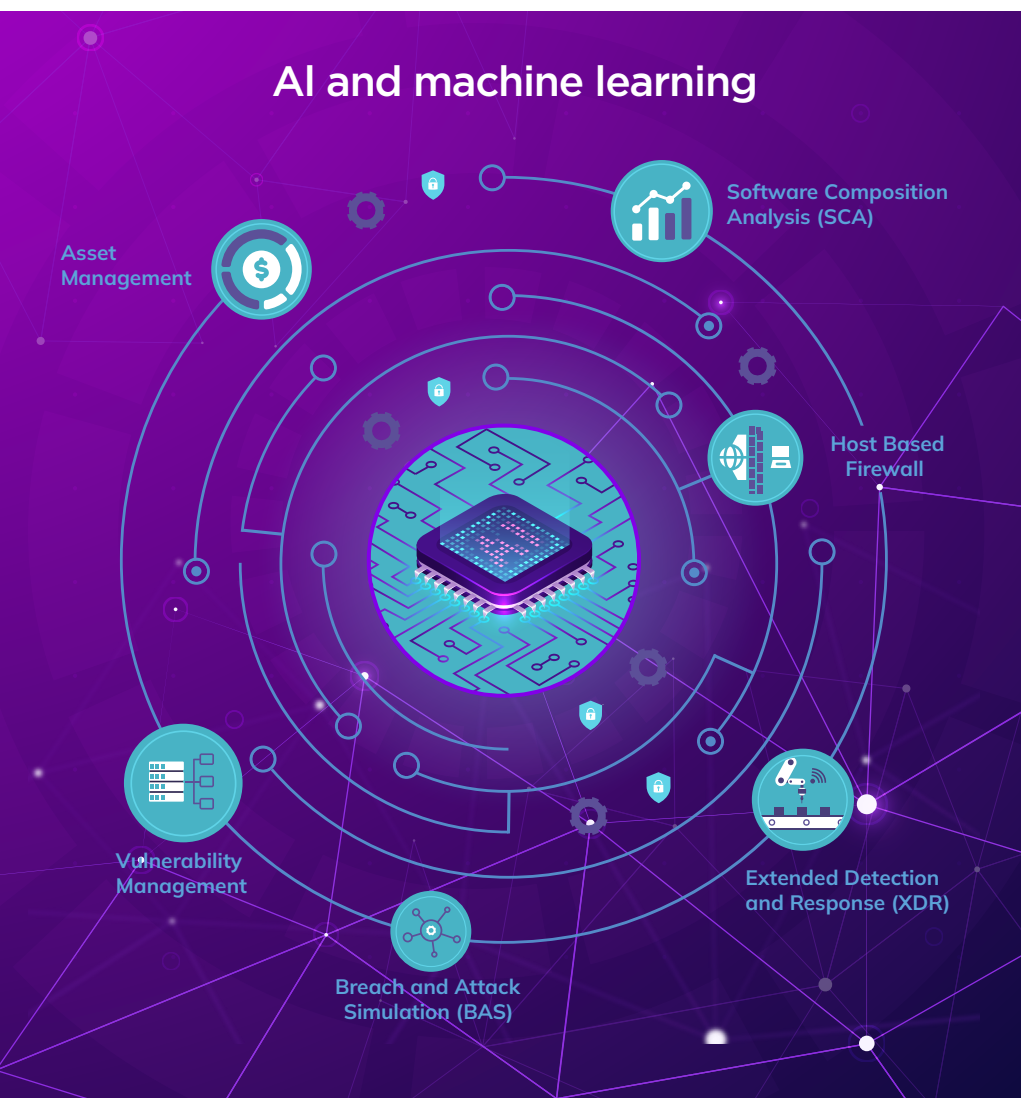 AI and machine learning
Software Composition
Analysis (SCA)
Asset
Management
Host Based
Firewall
Vulnerability
Management
Extended Detection
and Response (XDR)
Breach and Attack
Simulation (BAS)
$